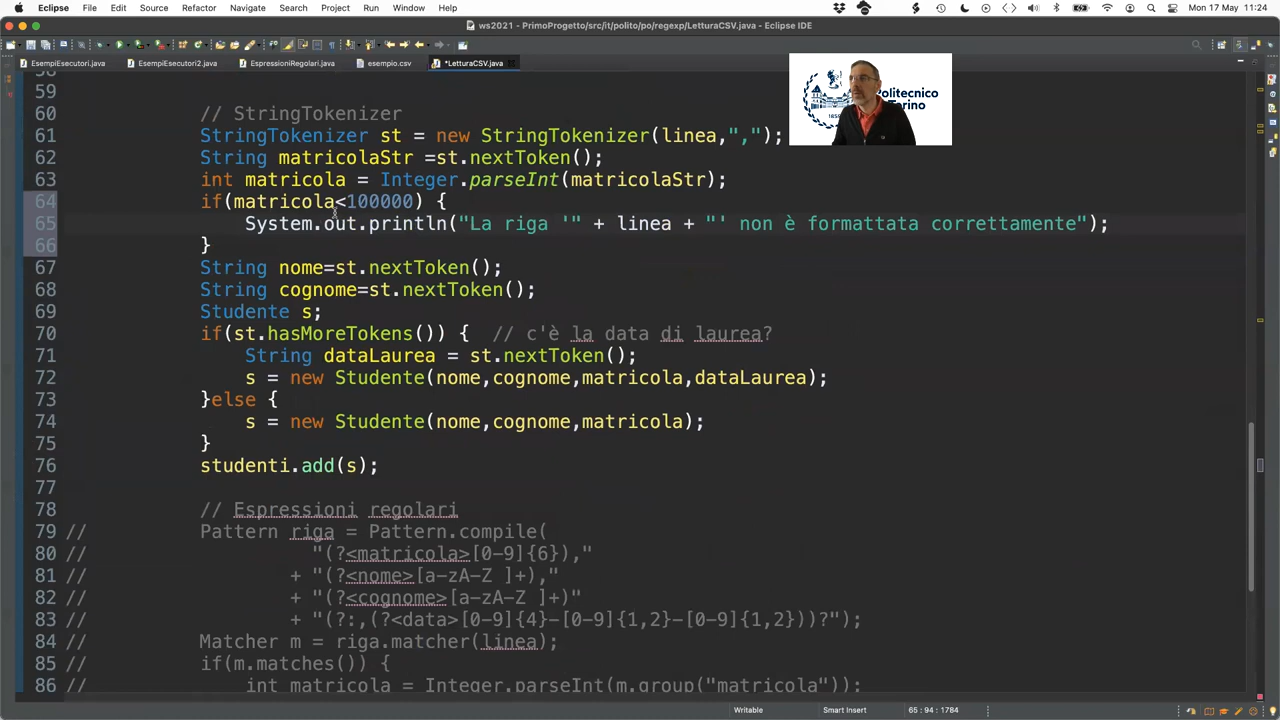 Eclipse File Edit Source Refactor Navigate Search Project Run Window Help Mon 17 May 11:24
ws2021 - PrimoProgetto/src/it/polito/po/regexp/LetturaCSV.java - Eclipse IDE
EsempiEsecutori.java EsempiEsecutori2.java EspressioniRegolari.java esempio.csv *LetturaCSV.java
Politecnico
Torino
58
59
60 // StringTokenizer
61 StringTokenizer st = new StringTokenizer(linea,",");
62 String matricolaStr =st.nextToken();
63 int matricola = Integer.parseInt(matricolaStr);
64 if(matricola<100000) {
65 System.out.println("La riga '" + linea + "' non è formattata correttamente");
66 }
67 String nome=st.nextToken();
68 String cognome=st.nextToken();
69 Studente s;
70 if(st.hasMoreTokens()) { // c'è la data di laurea?
71 String dataLaurea = st.nextToken();
72 s = new Studente(nome,cognome,matricola,dataLaurea);
73 }else {
74 s = new Studente(nome,cognome,matricola);
75 }
76 studenti.add(s);
77
78 // Espressioni regolari
79 // Pattern riga = Pattern.compile(
80 // "(?<matricola>[0-9]{6}),"
81 // + "(?<nome>[a-zA-Z ]+),"
82 // + "(?<cognome>[a-zA-Z ]+)"
83 // + "(?:,(?<data>[0-9]{4}-[0-9]{1,2}-[0-9]{1,2}))?");
84 // Matcher m = riga.matcher(linea);
85 // if(m.matches()) {
86 // int matricola = Integer.parseInt(m.group("matricola"));
Writable Smart Insert 65 : 94 : 1784